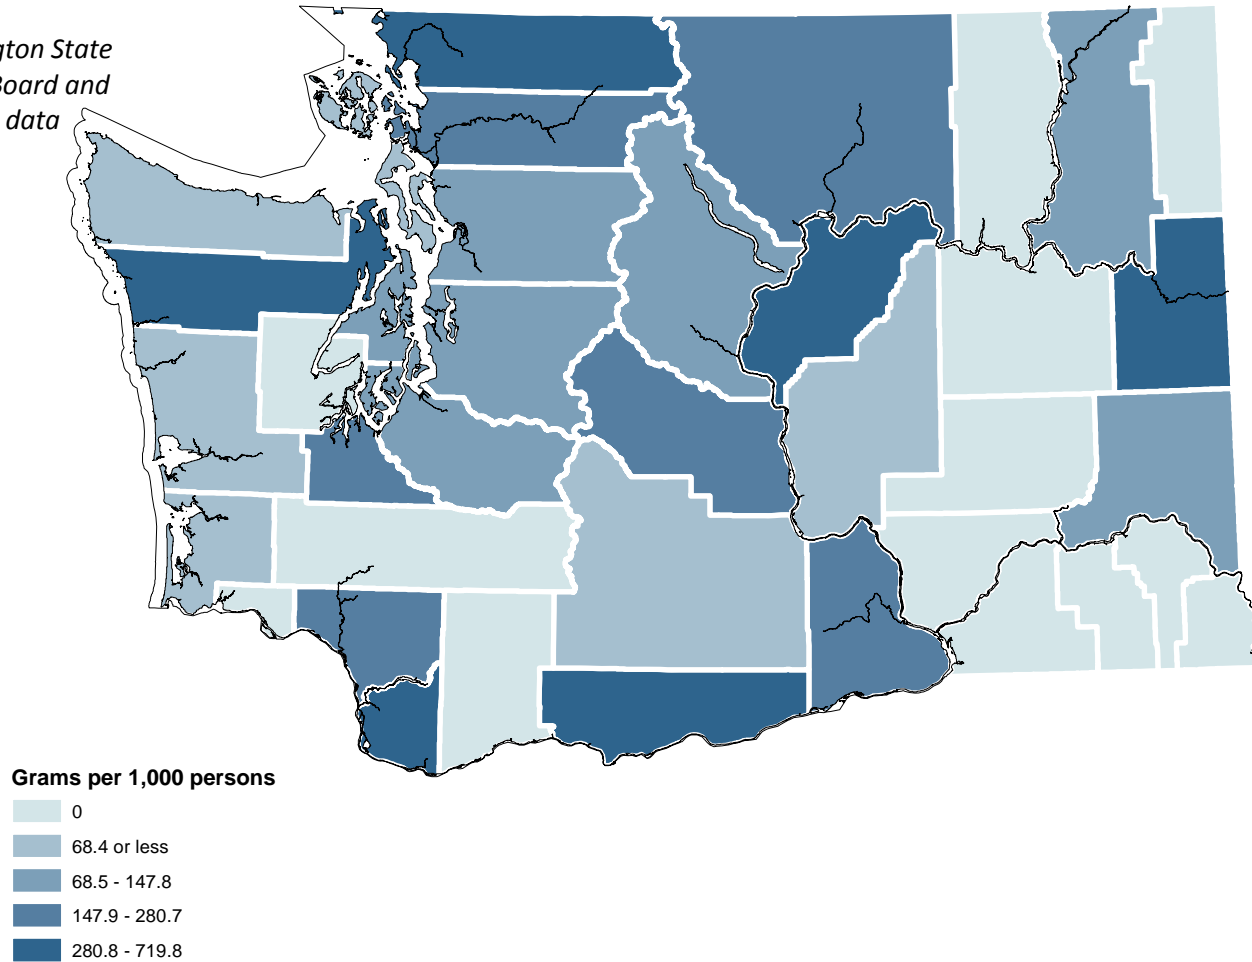 gton State
Board and
data
Grams per 1,000 persons
0
68.4 or less
68.5 - 147.8
147.9 - 280.7
280.8 - 719.8